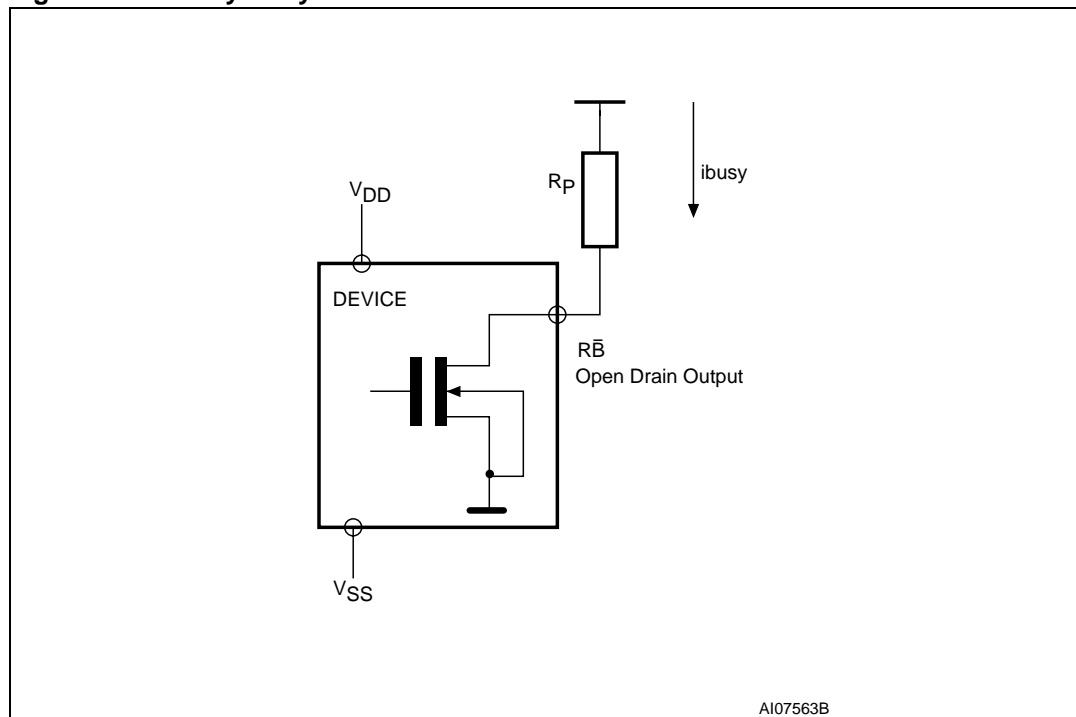 RP
ibusy
VDD
DEVICE
RB̄
Open Drain Output
VSS
AI07563B